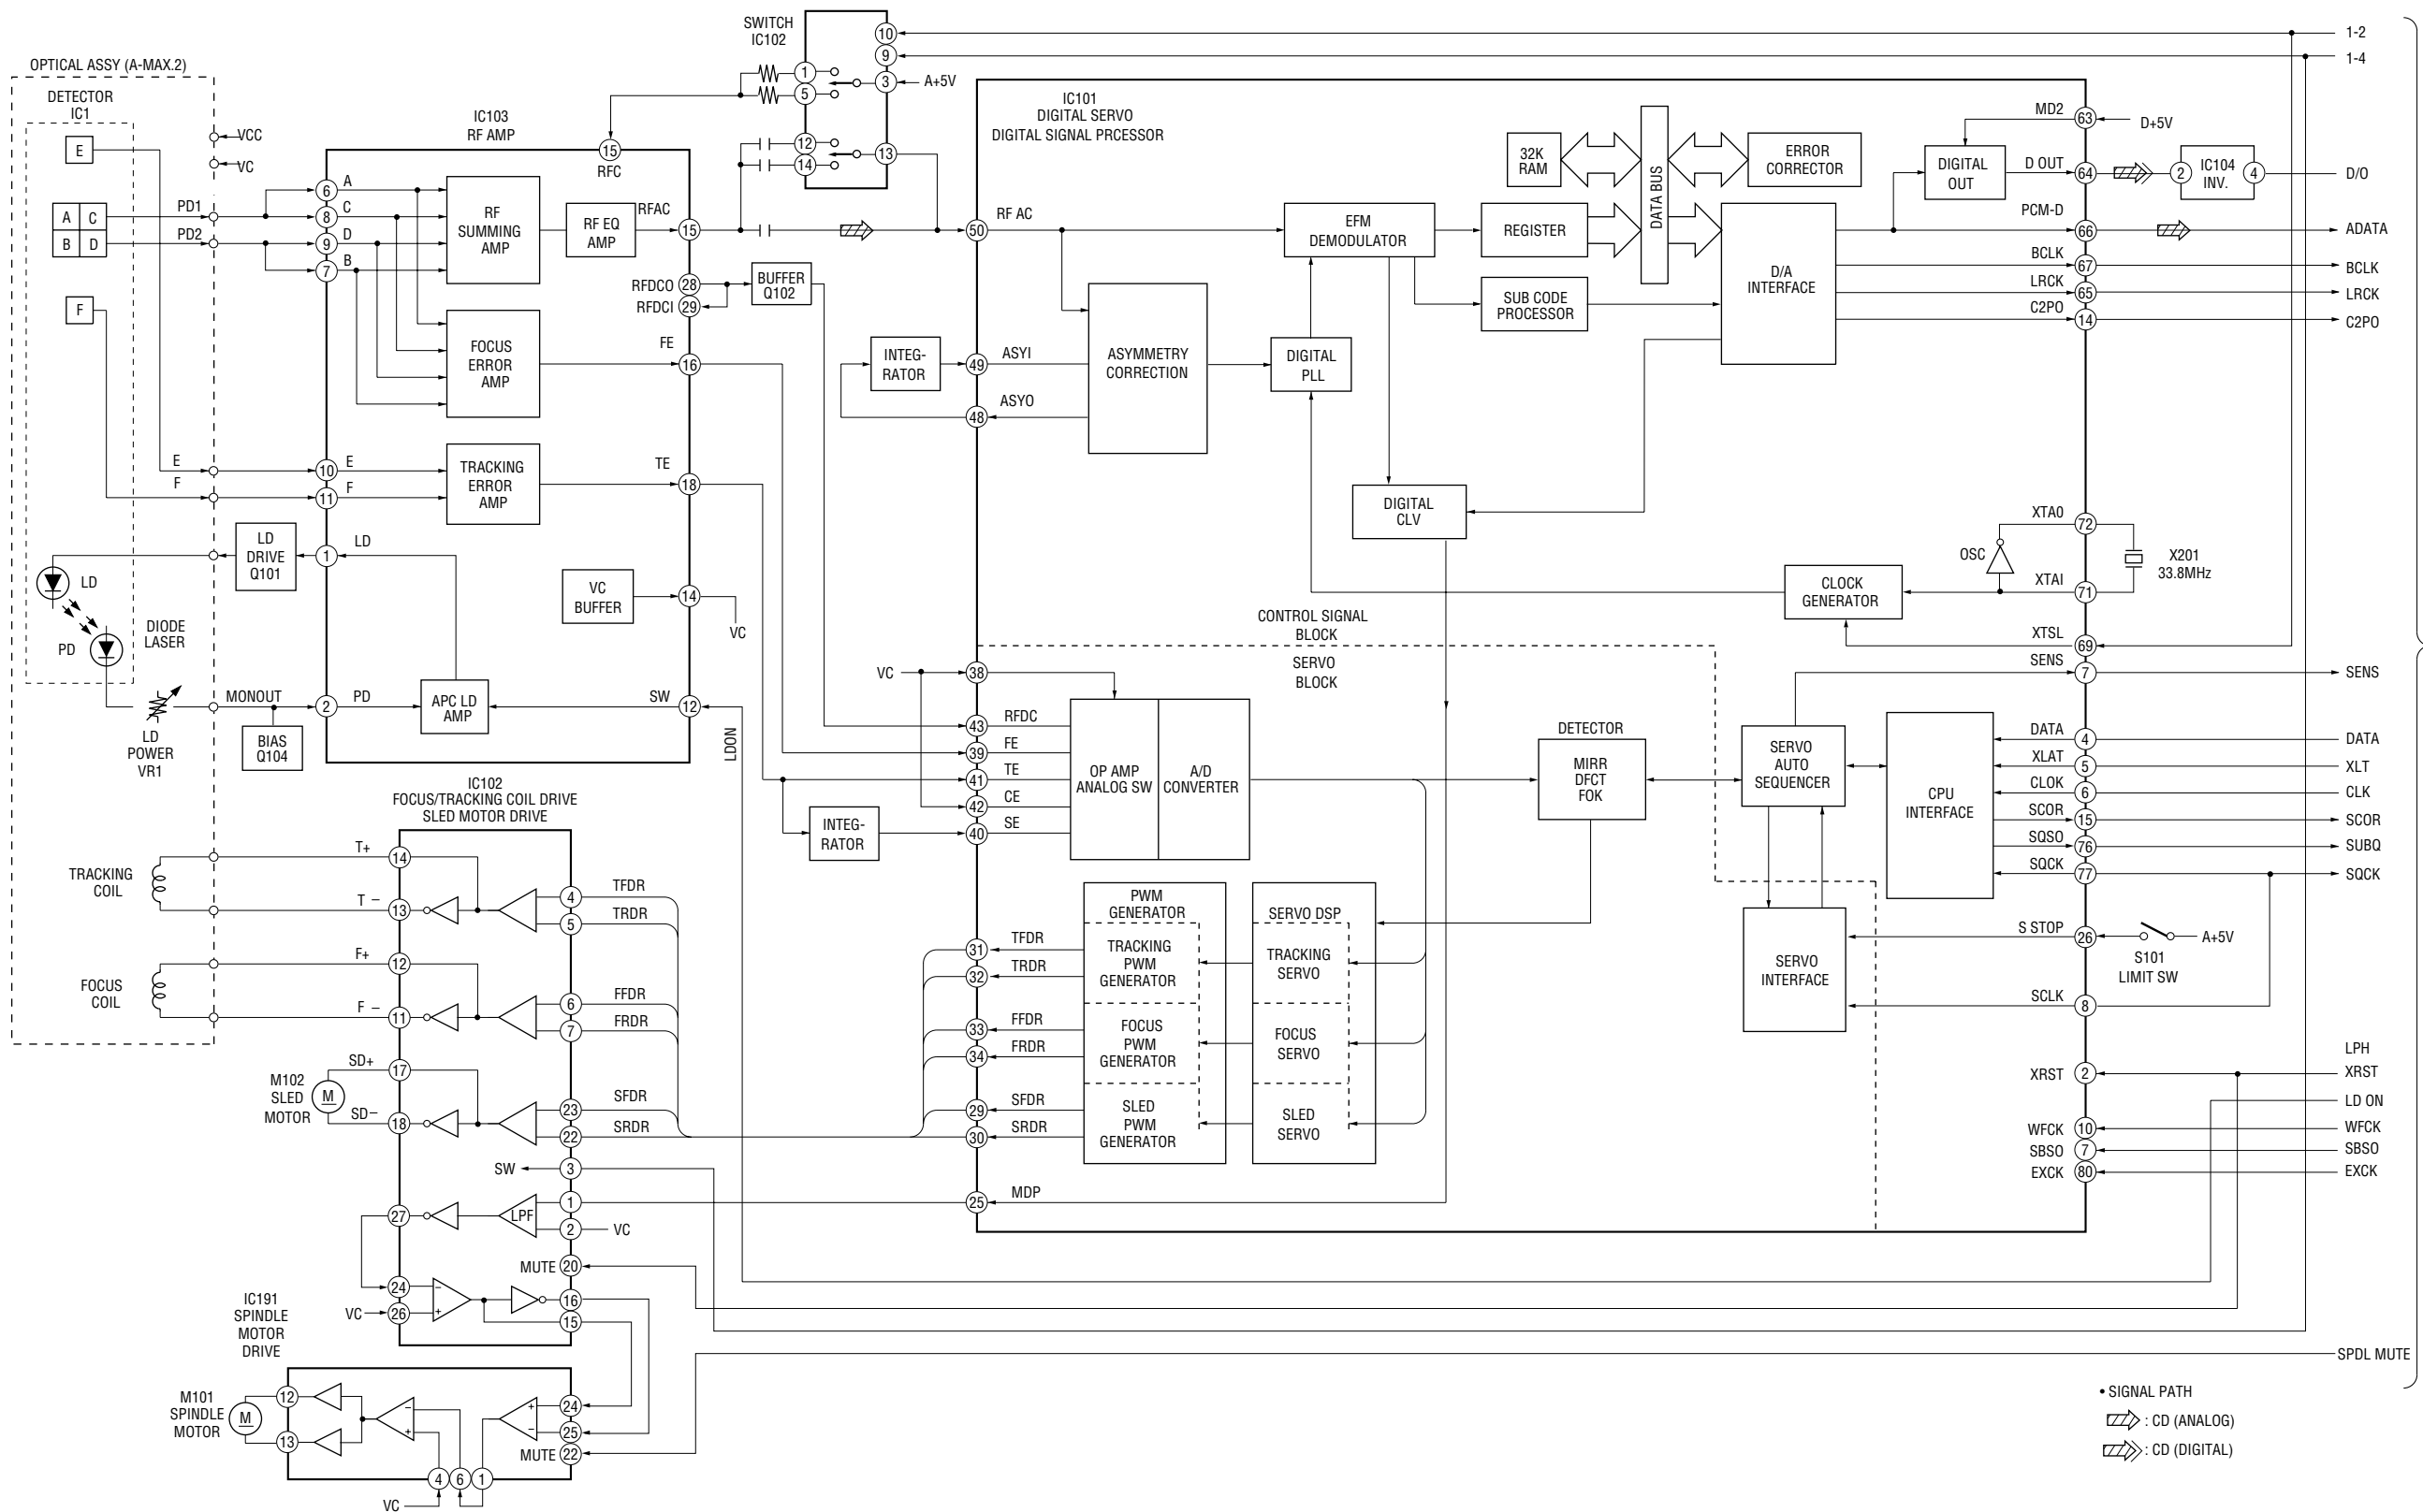 SWITCH
IC102
10
9
1
5
3
A+5V
12
14
13
1-2
1-4
OPTICAL ASSY (A-MAX.2)
DETECTOR
IC1
E
A
C
B
D
F
VCC
VC
PD1
PD2
E
F
LD
PD
DIODE
LASER
LD
POWER
VR1
MONOUT
BIAS
Q104
LD
DRIVE
Q101
IC103
RF AMP
15
RFC
6
A
8
C
9
D
7
B
RF
SUMMING
AMP
RF EQ
AMP
RFAC
15
RFDCO
28
RFDCI
29
BUFFER
Q102
FOCUS
ERROR
AMP
FE
16
10
E
11
F
TRACKING
ERROR
AMP
TE
18
1
LD
VC
BUFFER
14
VC
2
PD
APC LD
AMP
SW
12
LDON
IC101
DIGITAL SERVO
DIGITAL SIGNAL PRCESSOR
RF AC
50
EFM
DEMODULATOR
32K
RAM
REGISTER
DATA BUS
ERROR
CORRECTOR
SUB CODE
PROCESSOR
D/A
INTERFACE
DIGITAL
OUT
MD2
63
D+5V
D OUT
64
2
IC104
INV.
4
D/O
PCM-D
66
ADATA
BCLK
67
BCLK
LRCK
65
LRCK
C2PO
14
C2PO
INTEG-
RATOR
49
ASYI
48
ASYO
ASYMMETRY
CORRECTION
DIGITAL
PLL
DIGITAL
CLV
XTA0
72
OSC
XTAI
71
X201
33.8MHz
CLOCK
GENERATOR
XTSL
69
CONTROL SIGNAL
BLOCK
SERVO
BLOCK
VC
38
43
RFDC
39
FE
41
TE
42
CE
40
SE
INTEG-
RATOR
OP AMP
ANALOG SW
A/D
CONVERTER
DETECTOR
MIRR
DFCT
FOK
SERVO
AUTO
SEQUENCER
CPU
INTERFACE
SENS
7
SENS
DATA
4
DATA
XLAT
5
XLT
CLOK
6
CLK
SCOR
15
SCOR
SQSO
76
SUBQ
SQCK
77
SQCK
S STOP
26
A+5V
S101
LIMIT SW
SERVO
INTERFACE
SCLK
8
LPH
XRST
2
XRST
LD ON
WFCK
10
WFCK
SBSO
7
SBSO
EXCK
80
EXCK
PWM
GENERATOR
TRACKING
PWM
GENERATOR
FOCUS
PWM
GENERATOR
SLED
PWM
GENERATOR
SERVO DSP
TRACKING
SERVO
FOCUS
SERVO
SLED
SERVO
31
TFDR
32
TRDR
33
FFDR
34
FRDR
29
SFDR
30
SRDR
25
MDP
IC102
FOCUS/TRACKING COIL DRIVE
SLED MOTOR DRIVE
TRACKING
COIL
T+
14
T –
13
4
TFDR
5
TRDR
FOCUS
COIL
F+
12
F –
11
6
FFDR
7
FRDR
M102
SLED
MOTOR
M
SD+
17
SD–
18
23
SFDR
22
SRDR
SW
3
27
LPF
1
2
VC
MUTE
20
24
VC
26
–
+
16
15
IC191
SPINDLE
MOTOR
DRIVE
M101
SPINDLE
MOTOR
M
12
13
–
+
+
–
24
25
MUTE
22
4
6
1
VC
SPDL MUTE
• SIGNAL PATH
: CD (ANALOG)
: CD (DIGITAL)